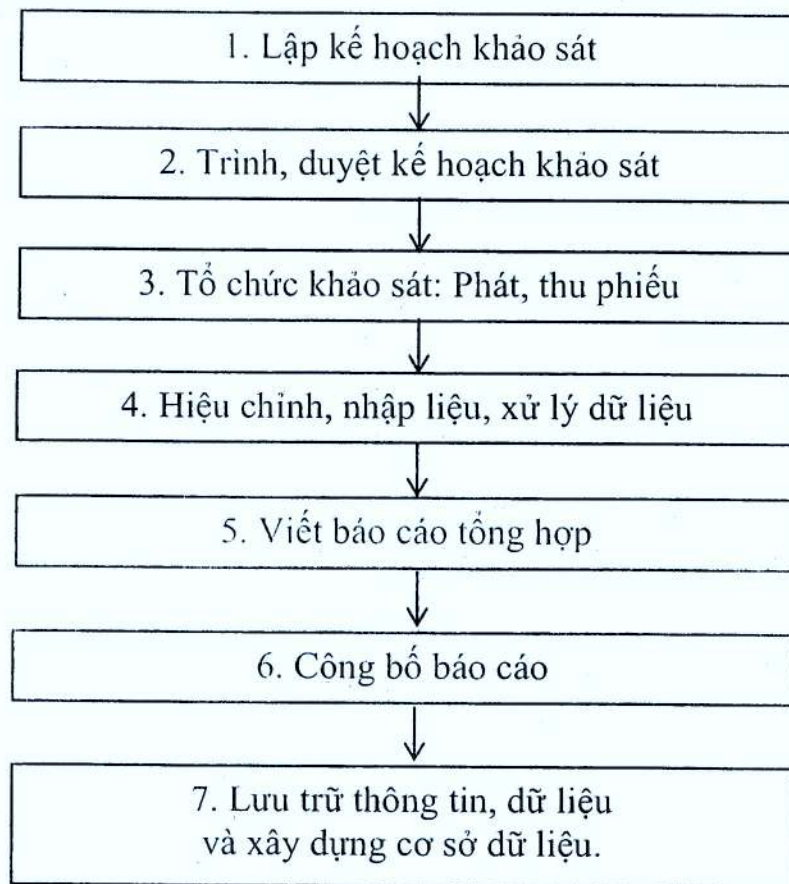 1. Lập kế hoạch khảo sát
2. Trình, duyệt kế hoạch khảo sát
3. Tổ chức khảo sát: Phát, thu phiếu
4. Hiệu chỉnh, nhập liệu, xử lý dữ liệu
5. Viết báo cáo tổng hợp
6. Công bố báo cáo
7. Lưu trữ thông tin, dữ liệu
và xây dựng cơ sở dữ liệu.